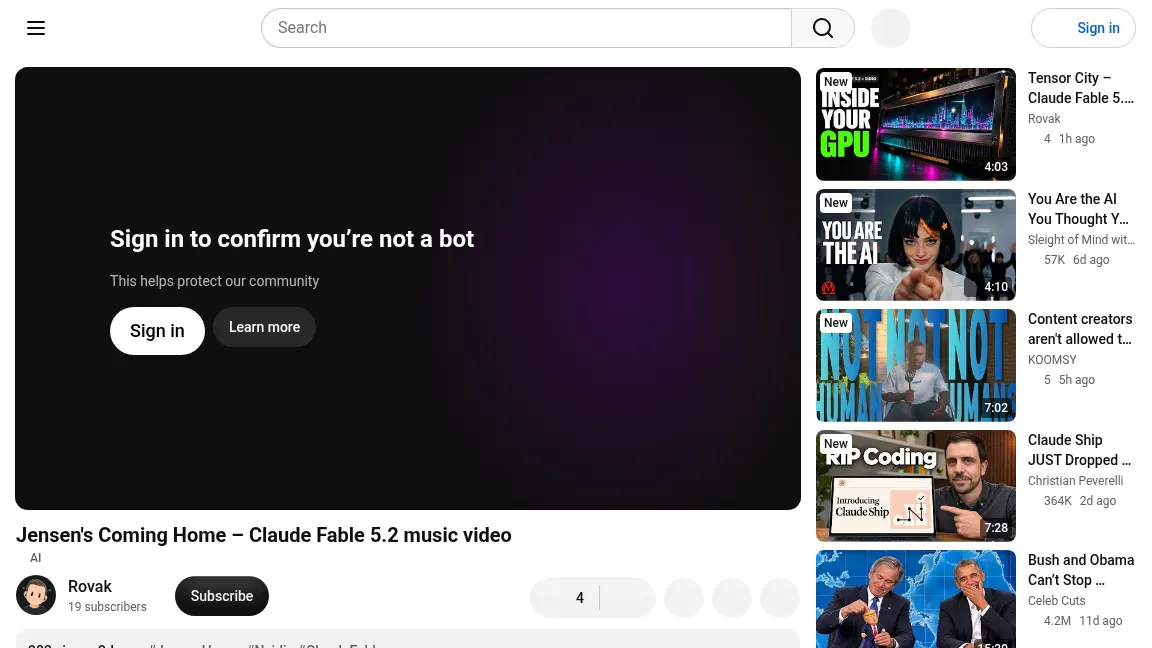 Search
Sign in
Sign in to confirm you’re not a bot
This helps protect our community
Sign in
Learn more
Jensen's Coming Home – Claude Fable 5.2 music video
AI
Rovak
19 subscribers
Subscribe
4
New
INSIDE
YOUR
GPU
4:03
Tensor City –
Claude Fable 5.…
Rovak
4 1h ago
New
YOU ARE
THE AI
4:10
You Are the AI
You Thought Y…
Sleight of Mind wit…
57K 6d ago
New
NOT NOT NOT
HUMAN
HUMANS
7:02
Content creators
aren't allowed t…
KOOMSY
5 5h ago
New
RIP Coding
Introducing
Claude Ship
7:28
Claude Ship
JUST Dropped …
Christian Peverelli
364K 2d ago
Bush and Obama
Can’t Stop …
Celeb Cuts
4.2M 11d ago